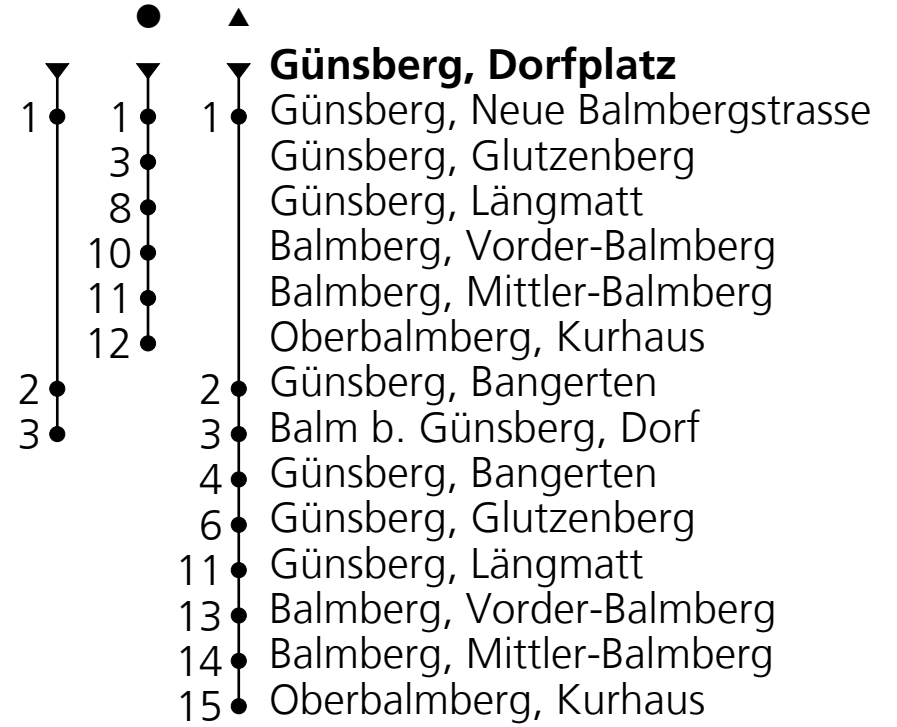 Günsberg, Dorfplatz
1 1 1 Günsberg, Neue Balmbergstrasse
3 Günsberg, Glutzenberg
8 Günsberg, Längmatt
10 Balmberg, Vorder-Balmberg
11 Balmberg, Mittler-Balmberg
12 Oberbalmberg, Kurhaus
2 2 Günsberg, Bangerten
3 3 Balm b. Günsberg, Dorf
4 Günsberg, Bangerten
6 Günsberg, Glutzenberg
11 Günsberg, Längmatt
13 Balmberg, Vorder-Balmberg
14 Balmberg, Mittler-Balmberg
15 Oberbalmberg, Kurhaus